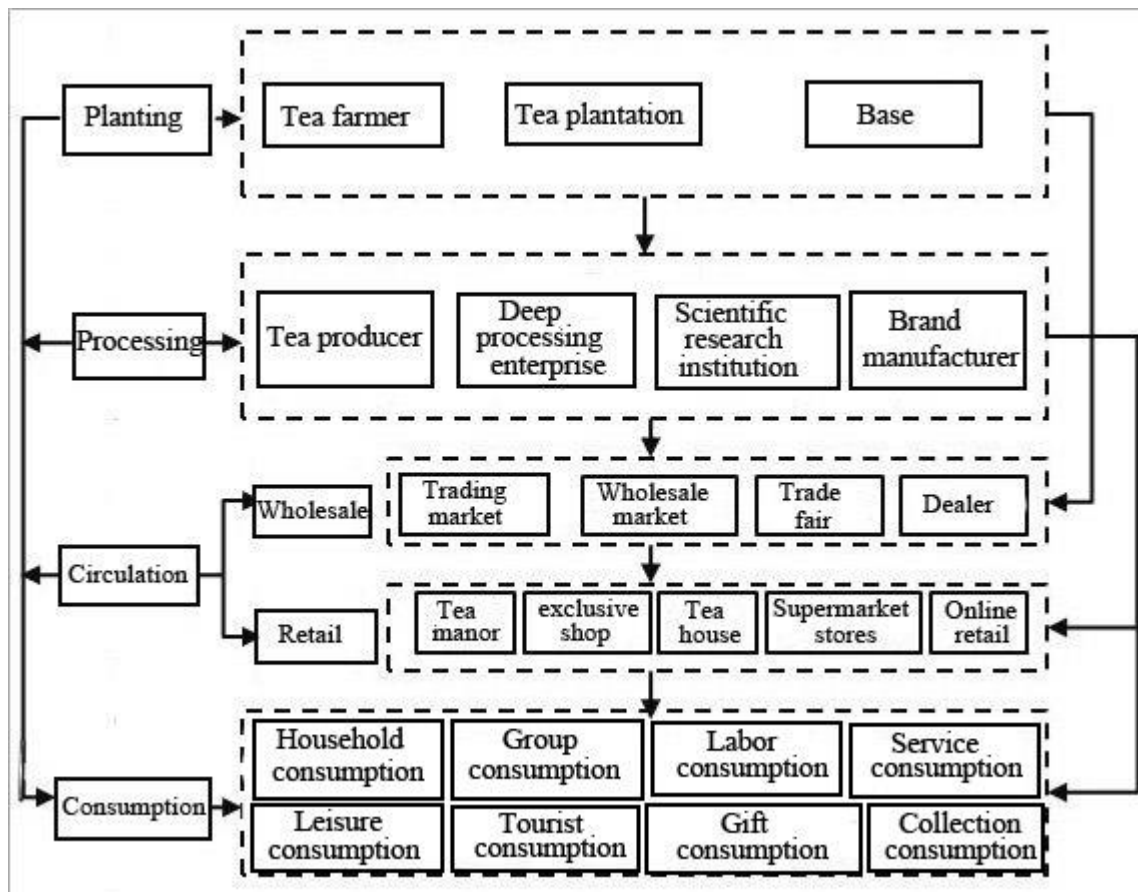 Planting
Tea farmer
Tea plantation
Base
Processing
Tea producer
Deep
processing
enterprise
Scientific
research
institution
Brand
manufacturer
Wholesale
Trading
market
Wholesale
market
Trade
fair
Dealer
Circulation
Retail
Tea
manor
exclusive
shop
Tea
house
Supermarket
stores
Online
retail
Consumption
Household
consumption
Group
consumption
Labor
consumption
Service
consumption
Leisure
consumption
Tourist
consumption
Gift
consumption
Collection
consumption